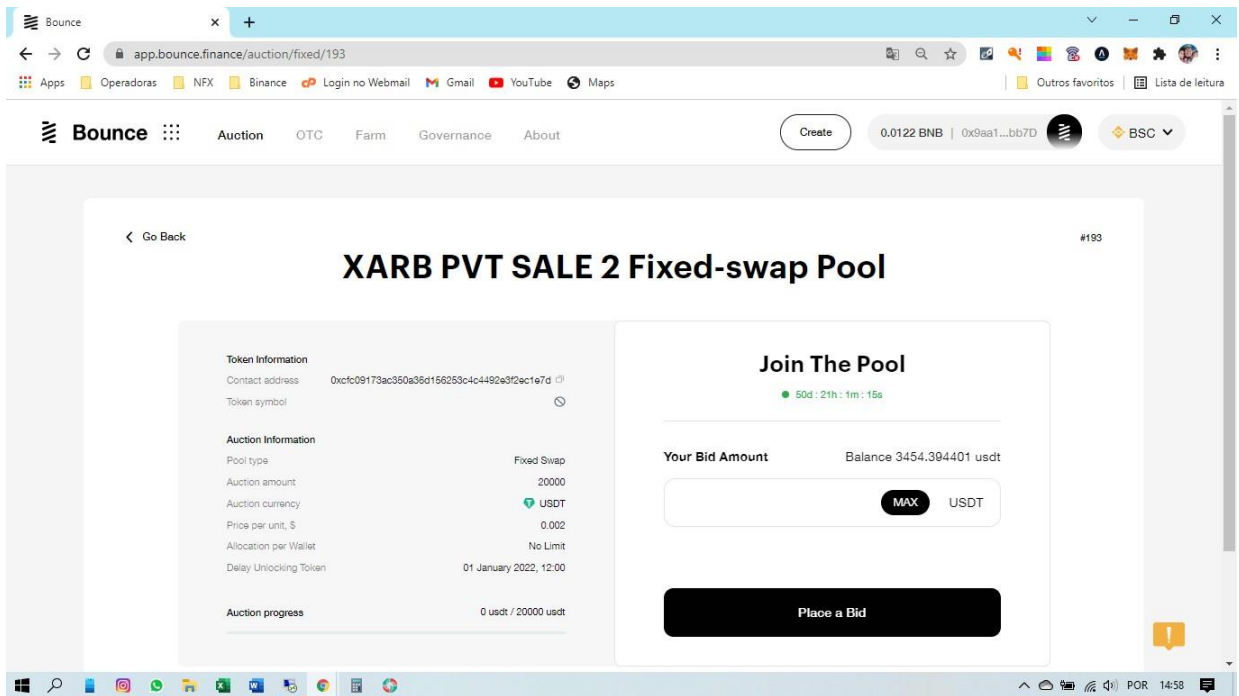 Bounce
app.bounce.finance/auction/fixed/193
Apps Operadoras NFX Binance Login no Webmail Gmail YouTube Maps Outros favoritos Lista de leitura
Bounce Auction OTC Farm Governance About Create 0.0122 BNB | 0x9aa1...bb7D BSC
Go Back #193
XARB PVT SALE 2 Fixed-swap Pool
Token Information
Contact address 0xcfc09173ac350a36d156253c4c4492e3f2ec1e7d
Token symbol
Auction Information
Pool type Fixed Swap
Auction amount 20000
Auction currency USDT
Price per unit, $ 0.002
Allocation per Wallet No Limit
Delay Unlocking Token 01 January 2022, 12:00
Auction progress 0 usdt / 20000 usdt
Join The Pool
50d : 21h : 1m : 15s
Your Bid Amount Balance 3454.394401 usdt
MAX USDT
Place a Bid
POR 14:58